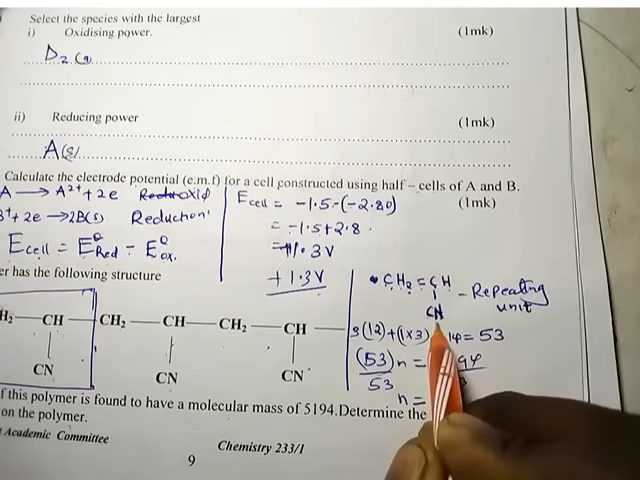 Select the species with the largest
i) Oxidising power. (1mk)
D2 (g)
ii) Reducing power (1mk)
A(s)
Calculate the electrode potential (e.m.f) for a cell constructed using half – cells of A and B.
(1mk)
A → A2+ + 2e
+ 2e → 2B(s) Reduction
Ecell = EθRed - Eθox.
Ecell = -1.5-(-2.80)
= -1.5+2.8
1.3V
+1.3V
er has the following structure
CH2 = CH - Repeating unit
CN
H2 — CH — CH2 — CH — CH2 — CH —
CN CN CN
3(12)+(1x3) 14 = 53
(53)n = 94
53
n =
f this polymer is found to have a molecular mass of 5194.Determine the
on the polymer.
Academic Committee
Chemistry 233/1
9